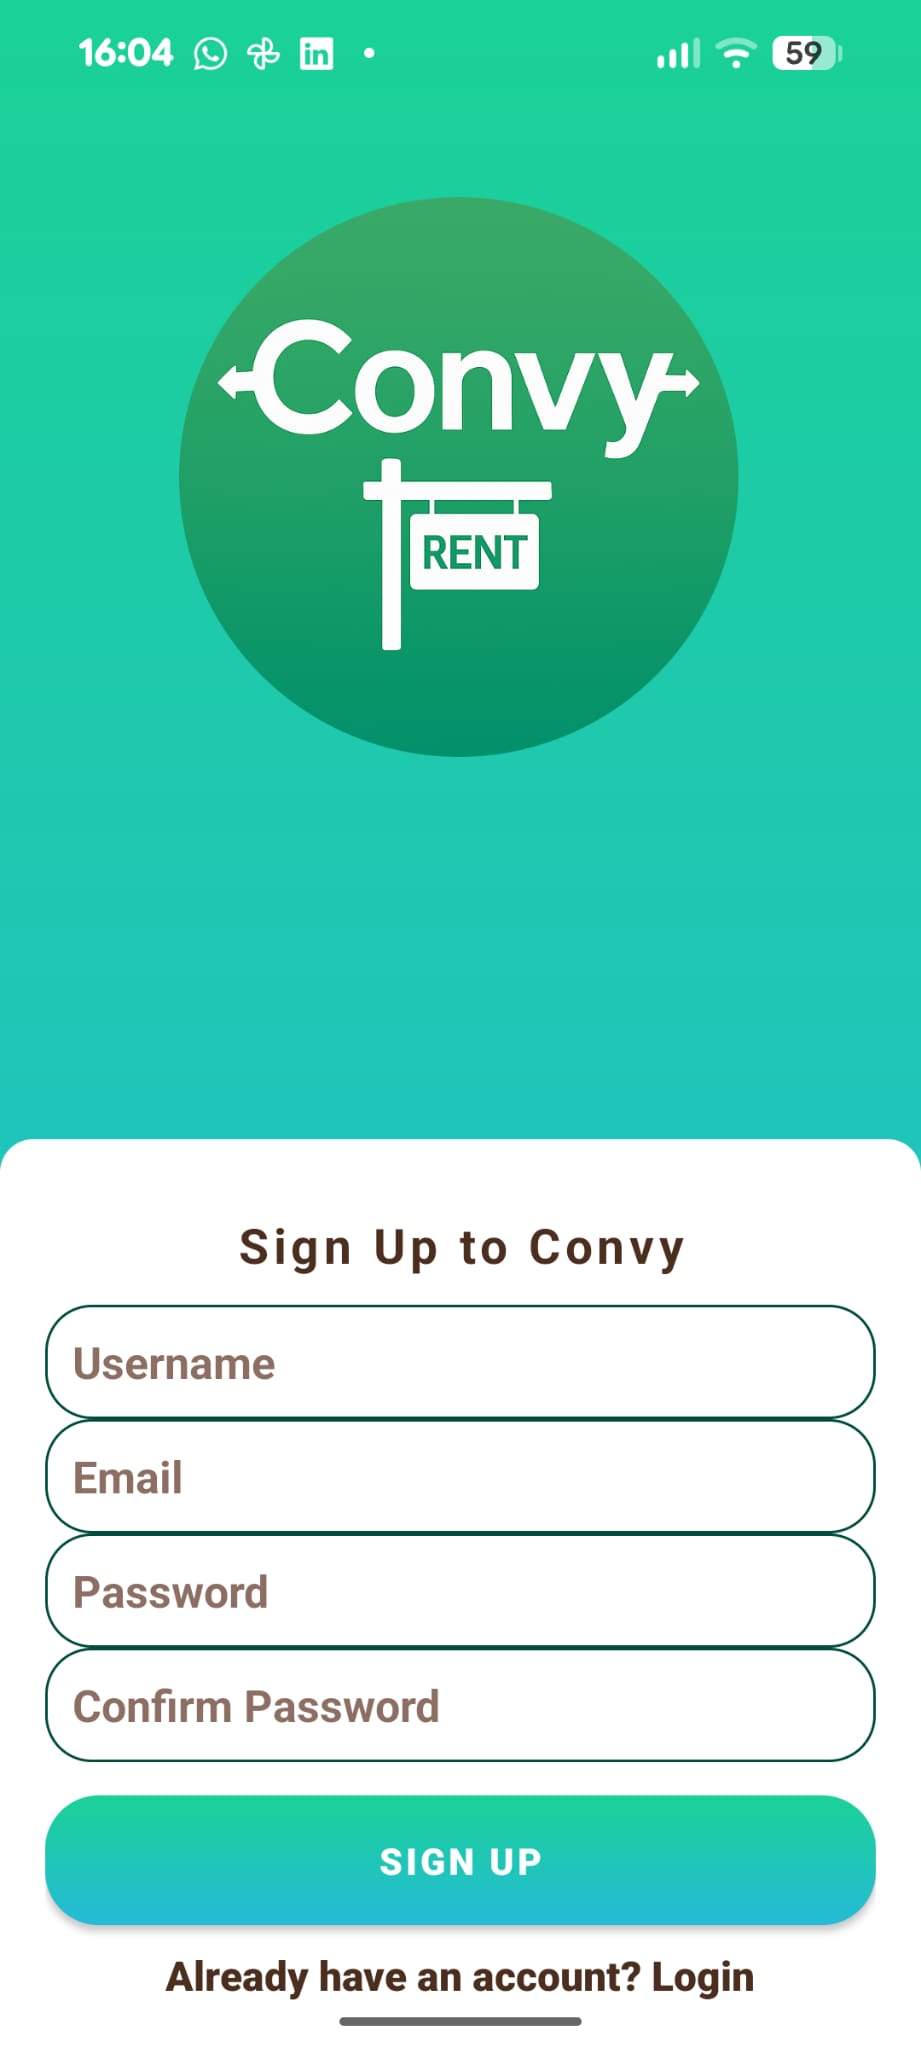 16:04
59
Convy
RENT
Sign Up to Convy
Username
Email
Password
Confirm Password
SIGN UP
Already have an account? Login